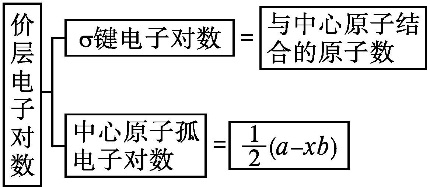 价层电子对数
σ键电子对数
=
与中心原子结
合的原子数
中心原子孤
电子对数
=
1/2(a-xb)